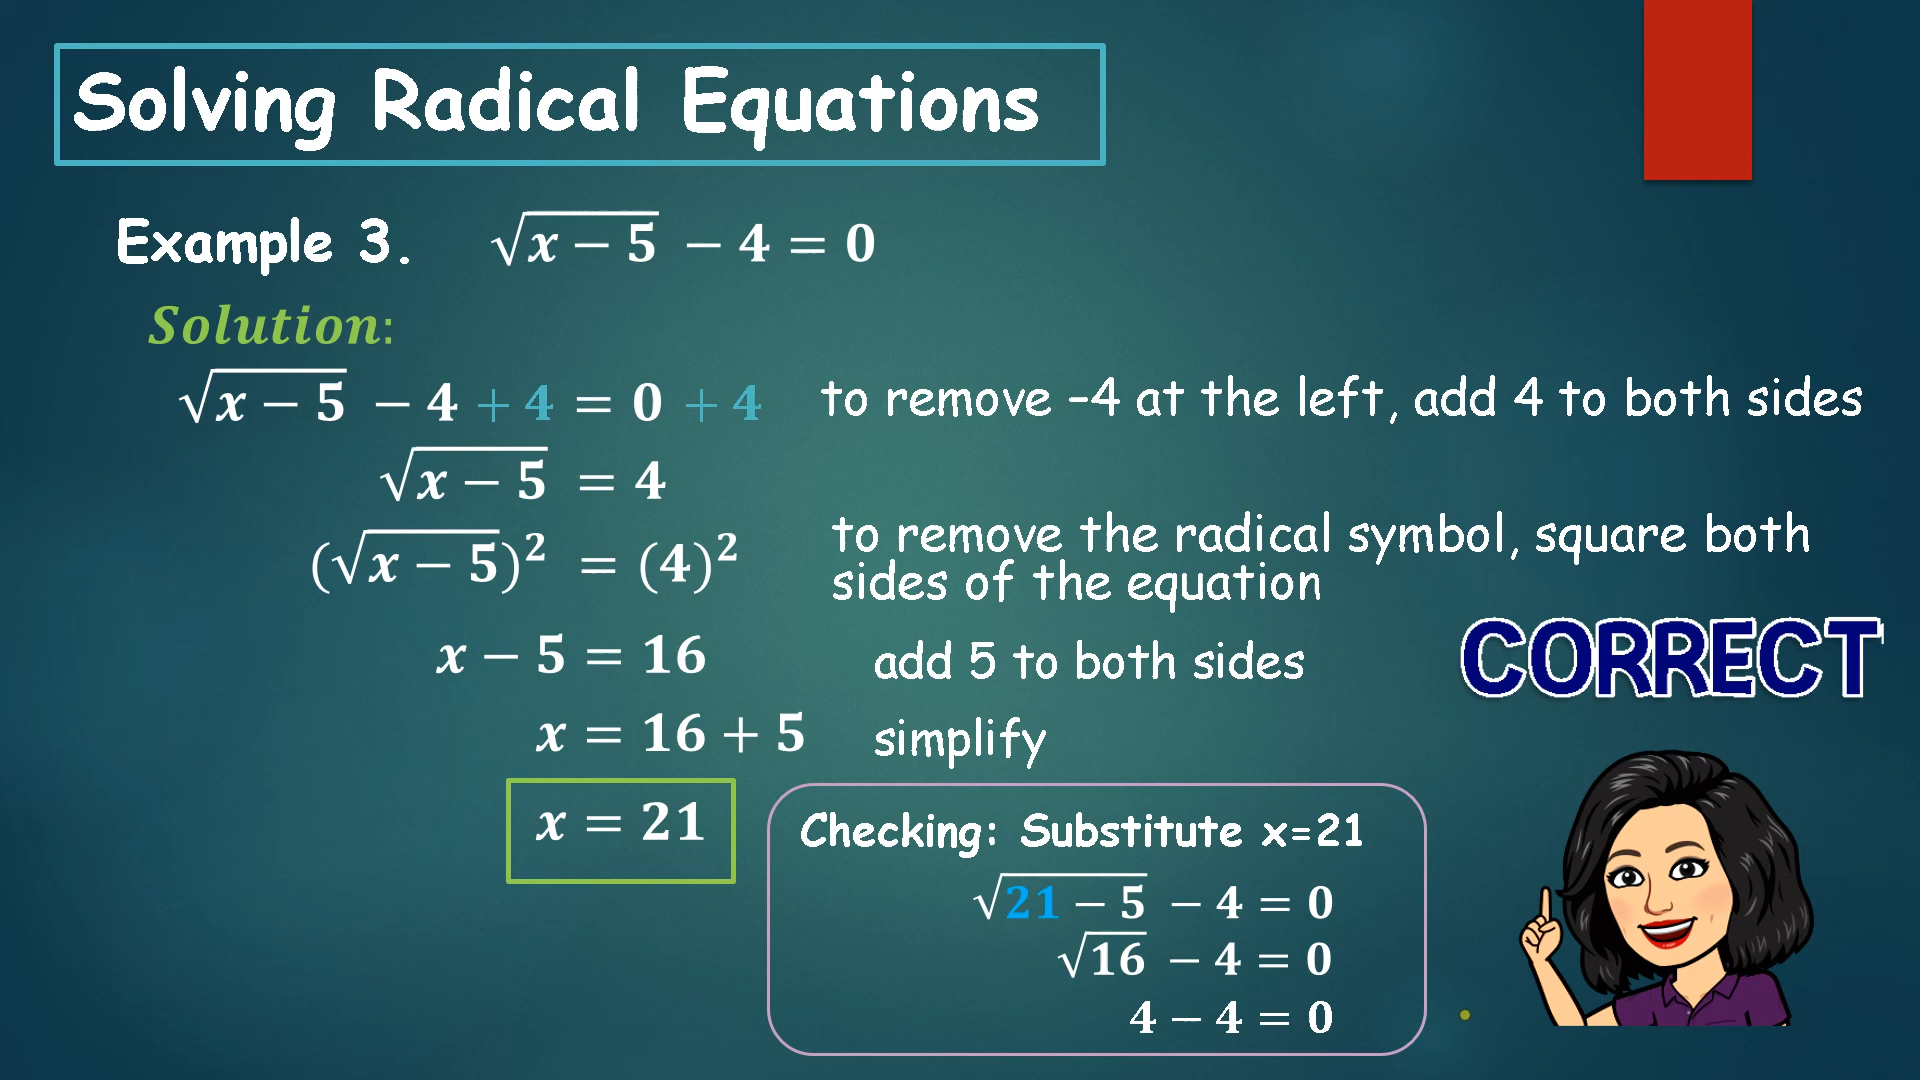 Solving Radical Equations
Example 3. √(x − 5) − 4 = 0
Solution:
√(x − 5) − 4 + 4 = 0 + 4 to remove –4 at the left, add 4 to both sides
√(x − 5) = 4
(√(x − 5))² = (4)² to remove the radical symbol, square both
sides of the equation
x − 5 = 16 add 5 to both sides
CORRECT
x = 16 + 5 simplify
x = 21
Checking: Substitute x=21
√(21 − 5) − 4 = 0
√16 − 4 = 0
4 − 4 = 0